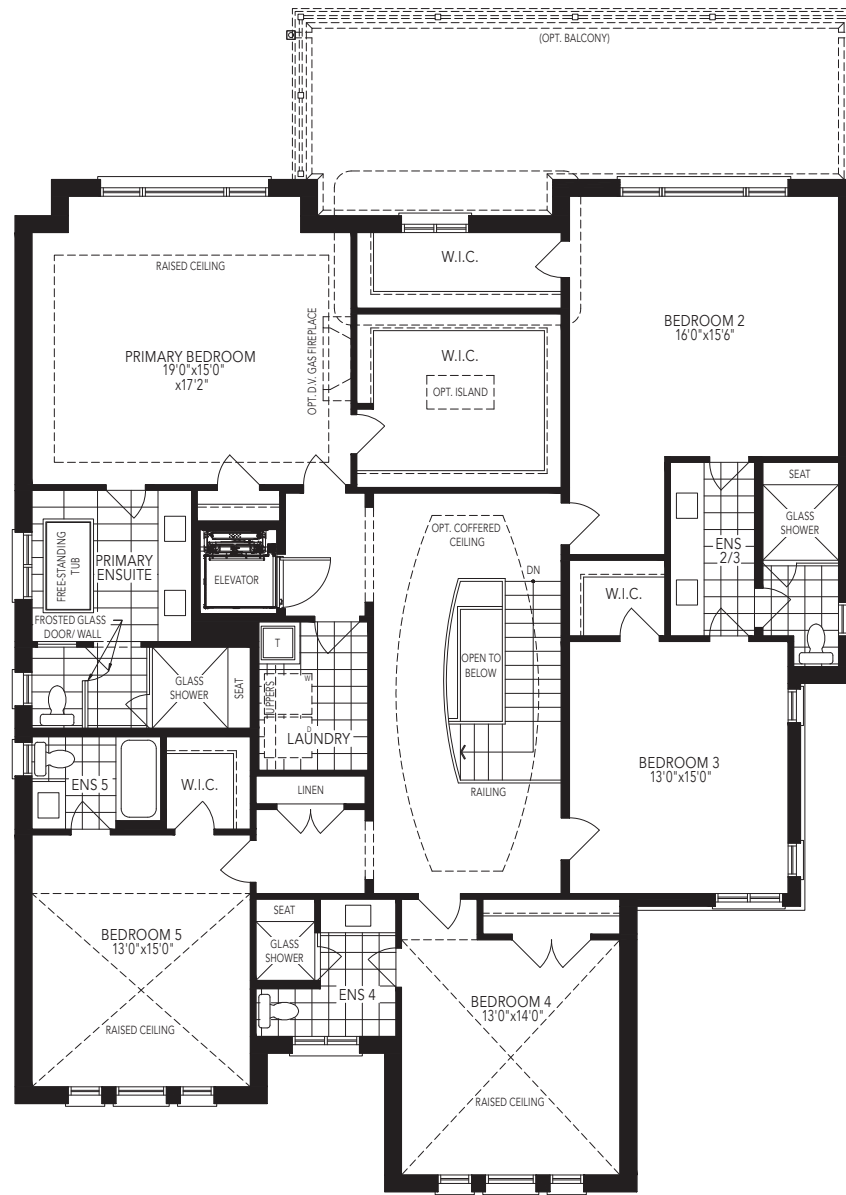 (OPT. BALCONY)
W.I.C.
RAISED CEILING
PRIMARY BEDROOM
19'0"x15'0"
x17'2"
OPT. D.V. GAS FIREPLACE
W.I.C.
OPT. ISLAND
BEDROOM 2
16'0"x15'6"
SEAT
GLASS
SHOWER
ENS
2/3
OPT. COFFERED
CEILING
DN
FREE-STANDING
TUB
PRIMARY
ENSUITE
ELEVATOR
W.I.C.
FROSTED GLASS
DOOR/ WALL
T
OPEN TO
BELOW
GLASS
SHOWER
SEAT
UPPERS
W
D
LAUNDRY
BEDROOM 3
13'0"x15'0"
ENS 5
W.I.C.
LINEN
RAILING
BEDROOM 5
13'0"x15'0"
RAISED CEILING
SEAT
GLASS
SHOWER
ENS 4
BEDROOM 4
13'0"x14'0"
RAISED CEILING